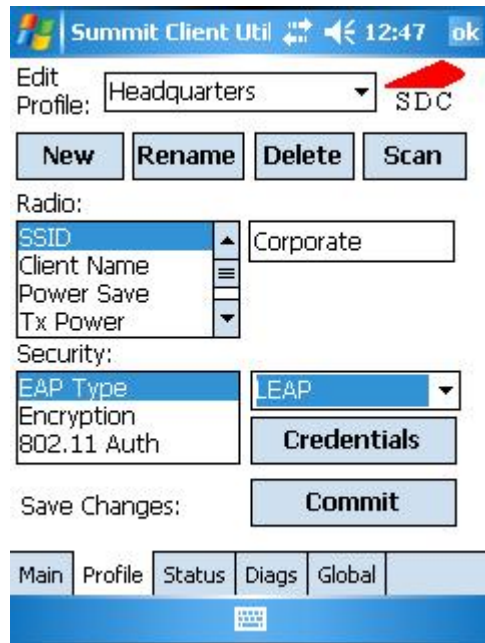 Summit Client Util 12:47 ok
Edit
Profile: Headquarters
SDC
New Rename Delete Scan
Radio:
SSID Corporate
Client Name
Power Save
Tx Power
Security:
EAP Type LEAP
Encryption
802.11 Auth Credentials
Save Changes: Commit
Main Profile Status Diags Global